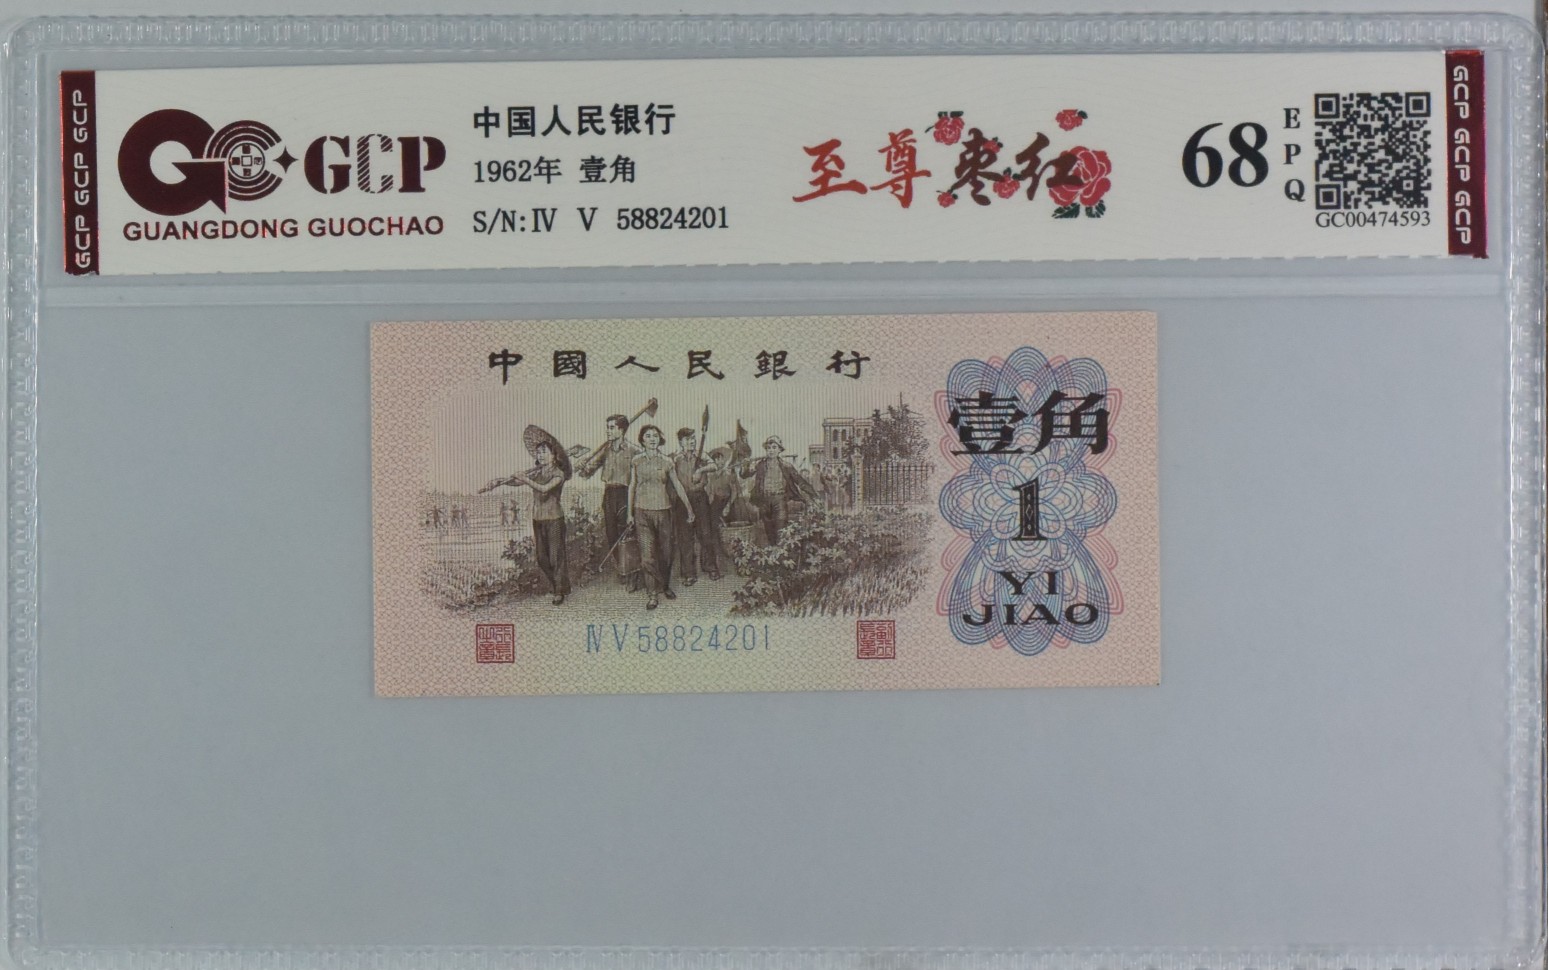 GCP GCP GCP
GCP
GUANGDONG GUOCHAO
中国人民银行
1962年 壹角
S/N:Ⅳ Ⅴ 58824201
至尊枣红
68
EPQ
GC00474593
GCP GCP GCP
中國人民銀行
壹角
1
YI
JIAO
ⅣⅤ58824201